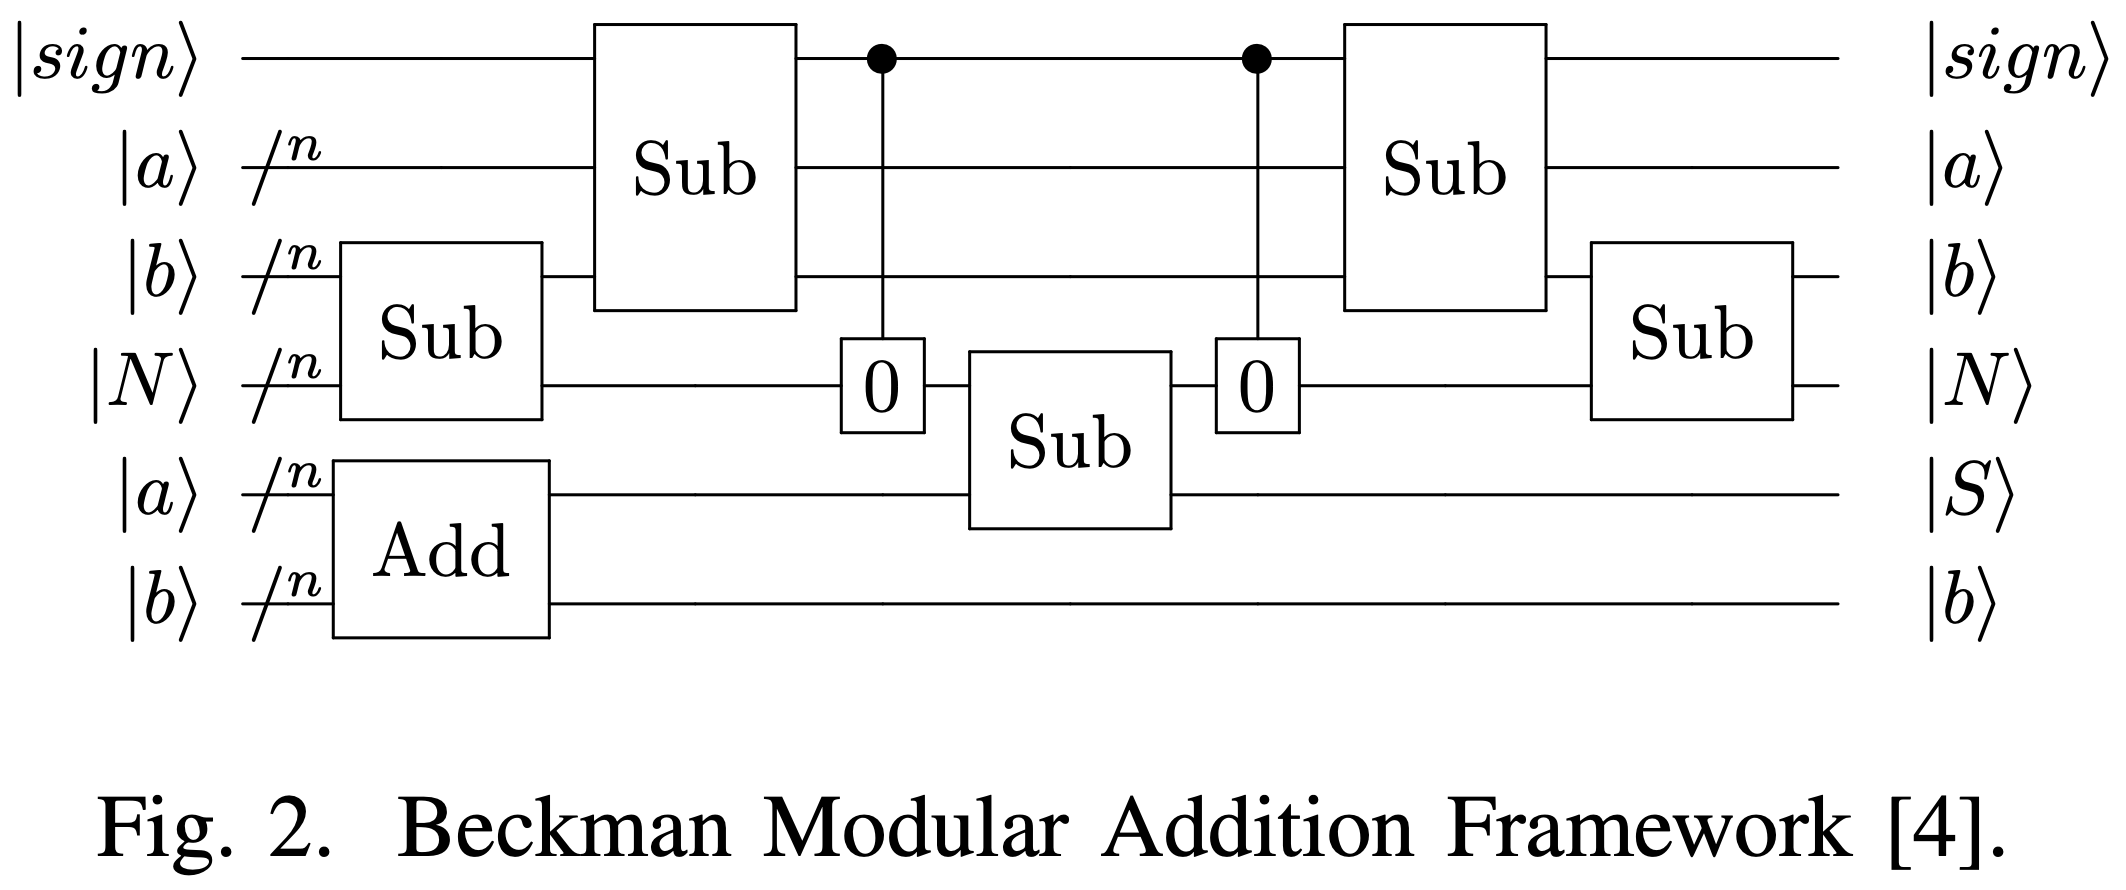 |sign⟩ Sub Sub |sign⟩
|a⟩ n |a⟩
|b⟩ n Sub Sub |b⟩
|N⟩ n 0 Sub 0 |N⟩
|a⟩ n Add |S⟩
|b⟩ n |b⟩
Fig. 2. Beckman Modular Addition Framework [4].